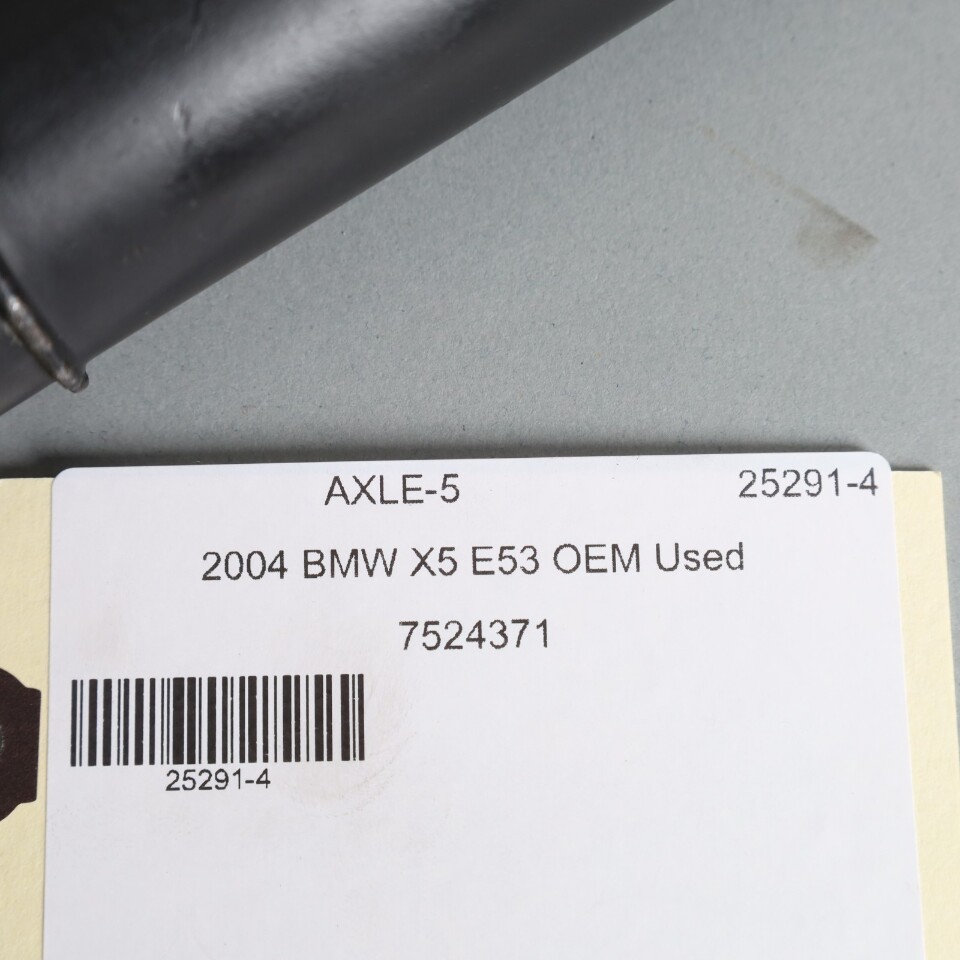 AXLE-5 25291-4
2004 BMW X5 E53 OEM Used
7524371
25291-4